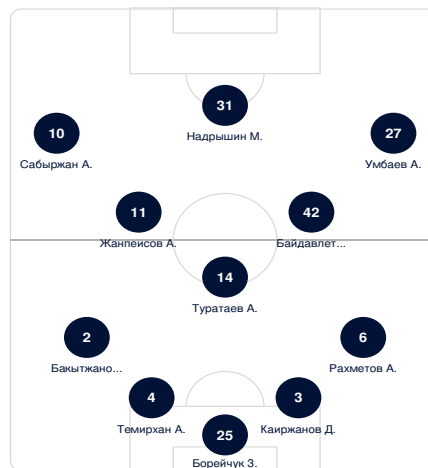 31
Надрышин М.
10
27
Сабыржан А.
Умбаев А.
11
42
Жанпеисов А.
Байдавлет...
14
Туратаев А.
2
6
Бакытжано...
Рахметов А.
4
3
Темирхан А.
Каиржанов Д.
25
Борейчук З.